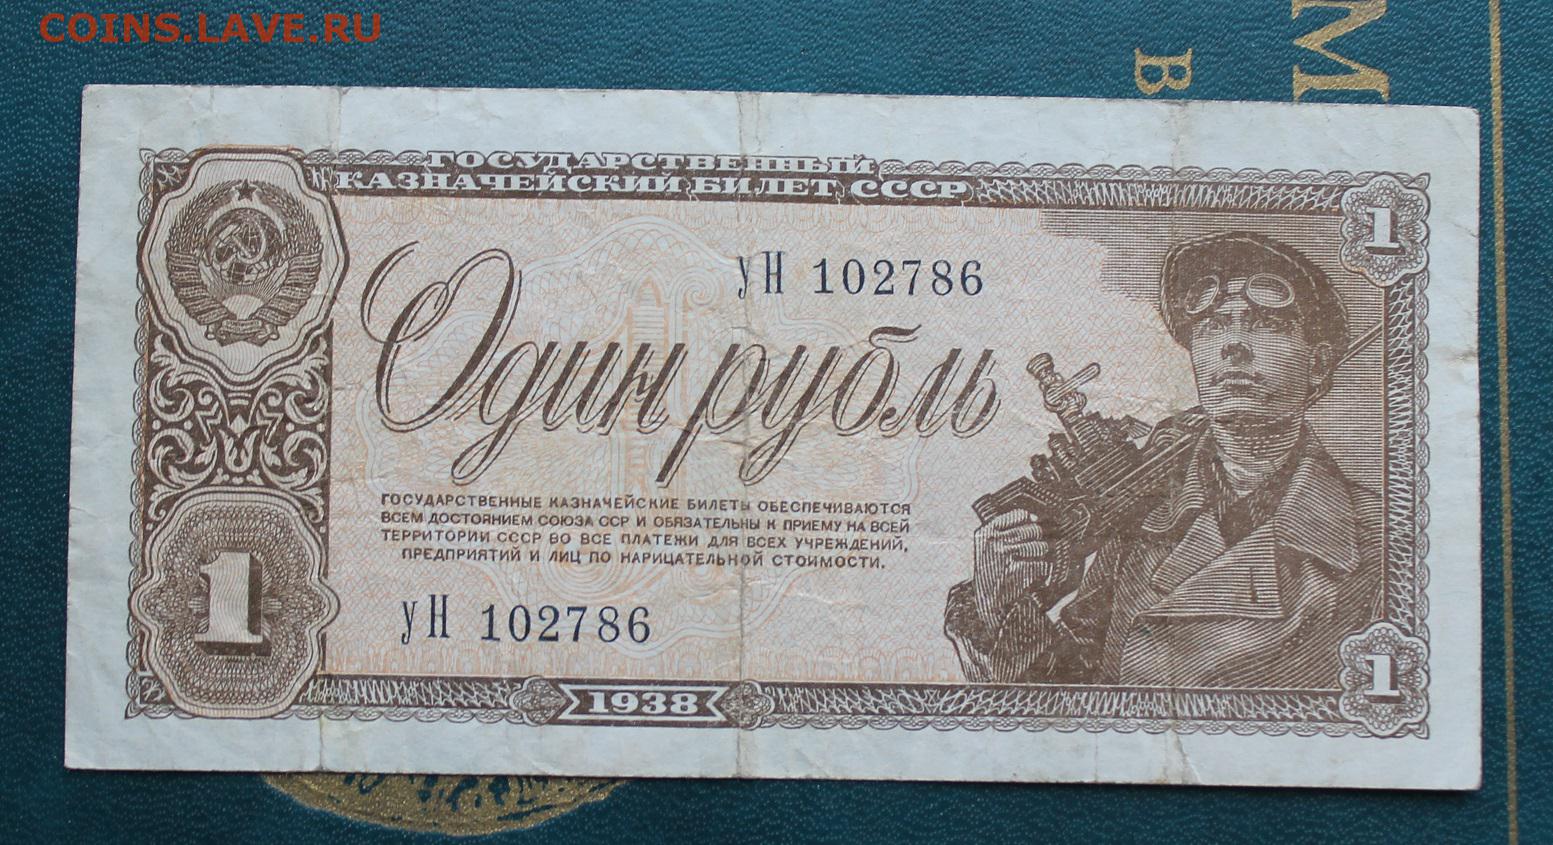 COINS.LAVE.RU
М
В
ГОСУДАРСТВЕННЫЙ
КАЗНАЧЕЙСКИЙ БИЛЕТ СССР
1
уН 102786
Один рубль
ГОСУДАРСТВЕННЫЕ КАЗНАЧЕЙСКИЕ БИЛЕТЫ ОБЕСПЕЧИВАЮТСЯ
ВСЕМ ДОСТОЯНИЕМ СОЮЗА ССР И ОБЯЗАТЕЛЬНЫ К ПРИЕМУ НА ВСЕЙ
ТЕРРИТОРИИ СССР ВО ВСЕ ПЛАТЕЖИ ДЛЯ ВСЕХ УЧРЕЖДЕНИЙ,
ПРЕДПРИЯТИЙ И ЛИЦ ПО НАРИЦАТЕЛЬНОЙ СТОИМОСТИ.
1
уН 102786
1
1938